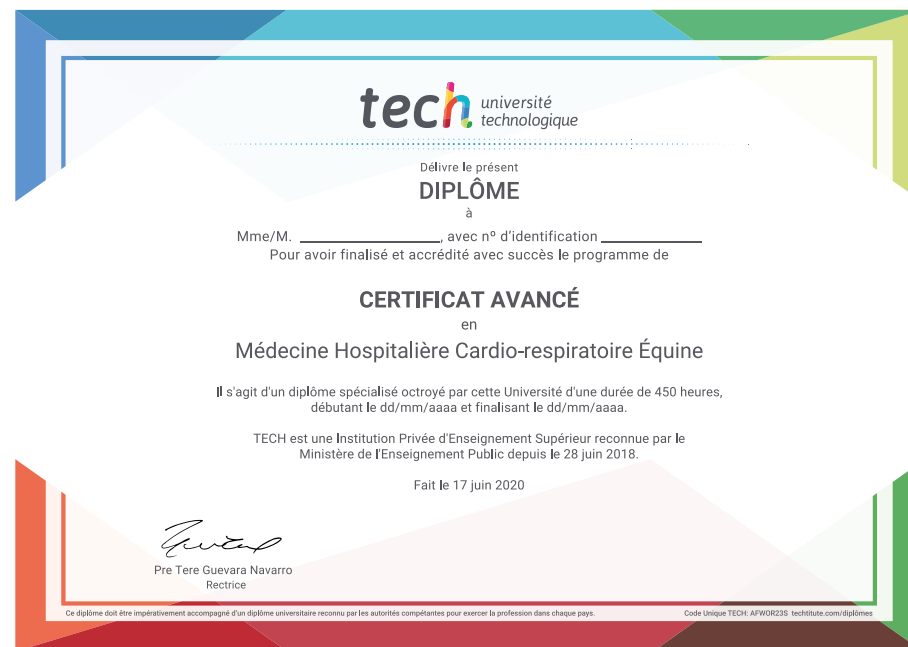 tech université
technologique
Délivre le présent
DIPLÔME
à
Mme/M. ____________________, avec nº d'identification ______________
Pour avoir finalisé et accrédité avec succès le programme de
CERTIFICAT AVANCÉ
en
Médecine Hospitalière Cardio-respiratoire Équine
Il s'agit d'un diplôme spécialisé octroyé par cette Université d'une durée de 450 heures,
débutant le dd/mm/aaaa et finalisant le dd/mm/aaaa.
TECH est une Institution Privée d'Enseignement Supérieur reconnue par le
Ministère de l'Enseignement Public depuis le 28 juin 2018.
Fait le 17 juin 2020
Pre Tere Guevara Navarro
Rectrice
Ce diplôme doit être impérativement accompagné d'un diplôme universitaire reconnu par les autorités compétantes pour exercer la profession dans chaque pays.
Code Unique TECH: AFWOR23S techtitute.com/diplômes